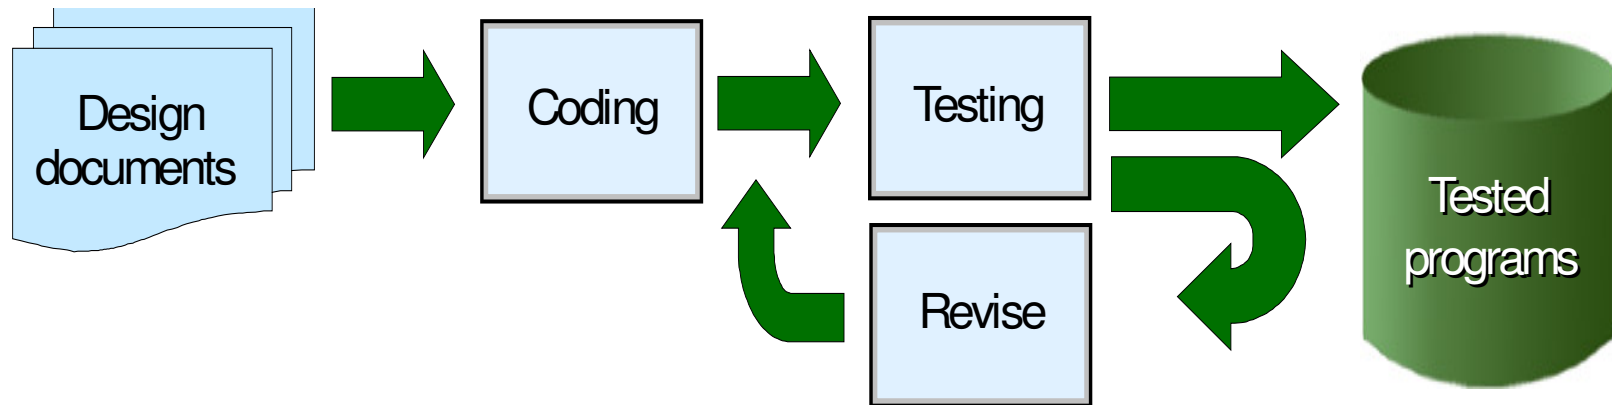 Design
documents
Coding
Testing
Revise
Tested
programs